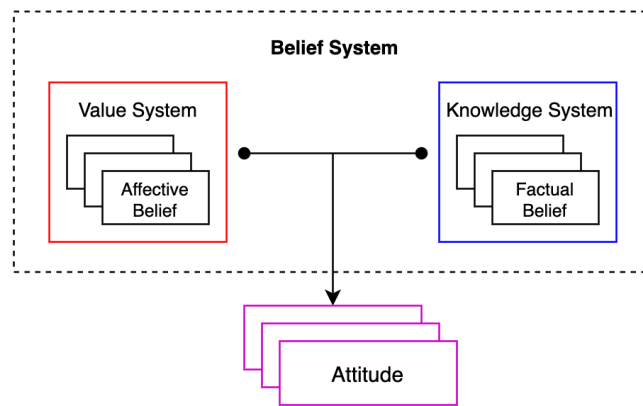 Belief System
Value System
Affective
Belief
Knowledge System
Factual
Belief
Attitude